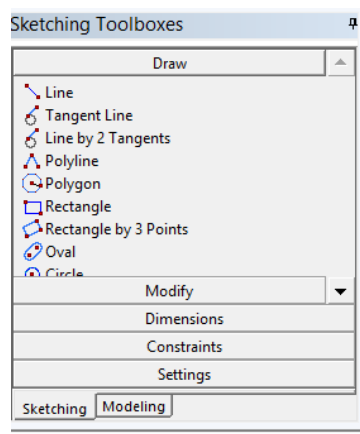 Sketching Toolboxes
Draw
Line
Tangent Line
Line by 2 Tangents
Polyline
Polygon
Rectangle
Rectangle by 3 Points
Oval
Circle
Modify
Dimensions
Constraints
Settings
Sketching Modeling